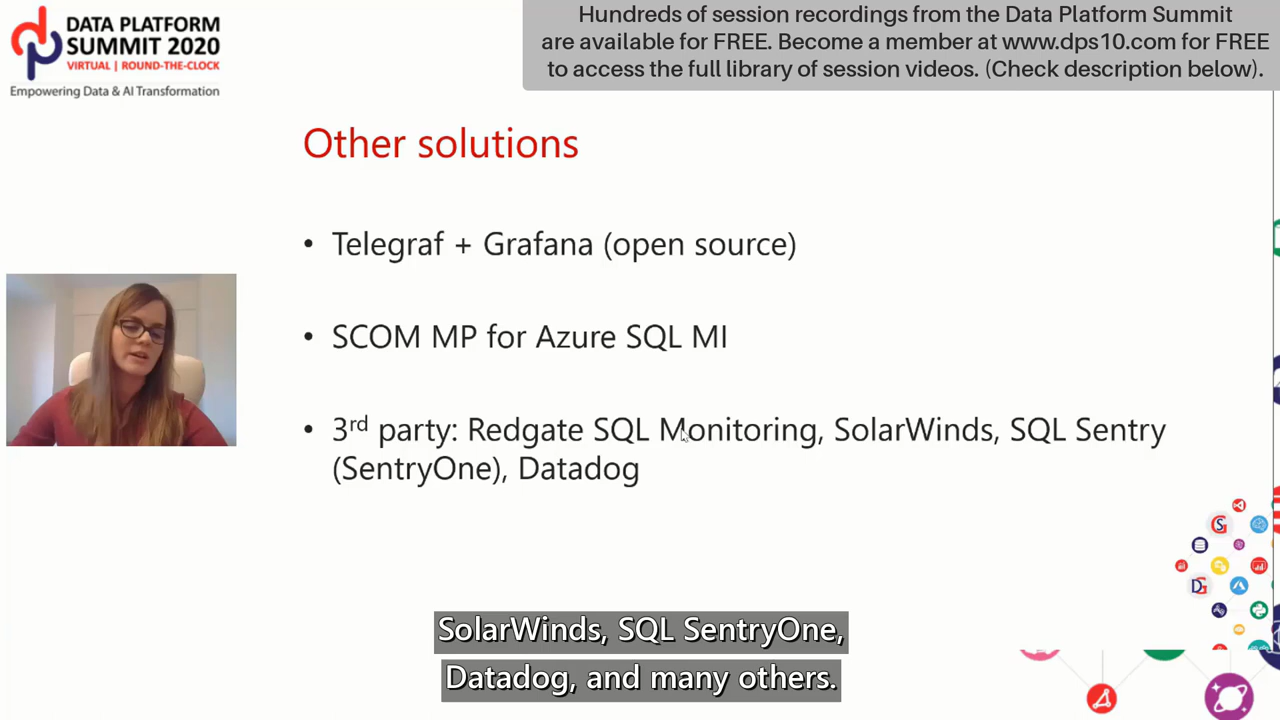 DATA PLATFORM
SUMMIT 2020
VIRTUAL | ROUND-THE-CLOCK
Empowering Data & AI Transformation
Hundreds of session recordings from the Data Platform Summit
are available for FREE. Become a member at www.dps10.com for FREE
to access the full library of session videos. (Check description below).
Other solutions
• Telegraf + Grafana (open source)
• SCOM MP for Azure SQL MI
• 3rd party: Redgate SQL Monitoring, SolarWinds, SQL Sentry
(SentryOne), Datadog
SolarWinds, SQL SentryOne,
Datadog, and many others.